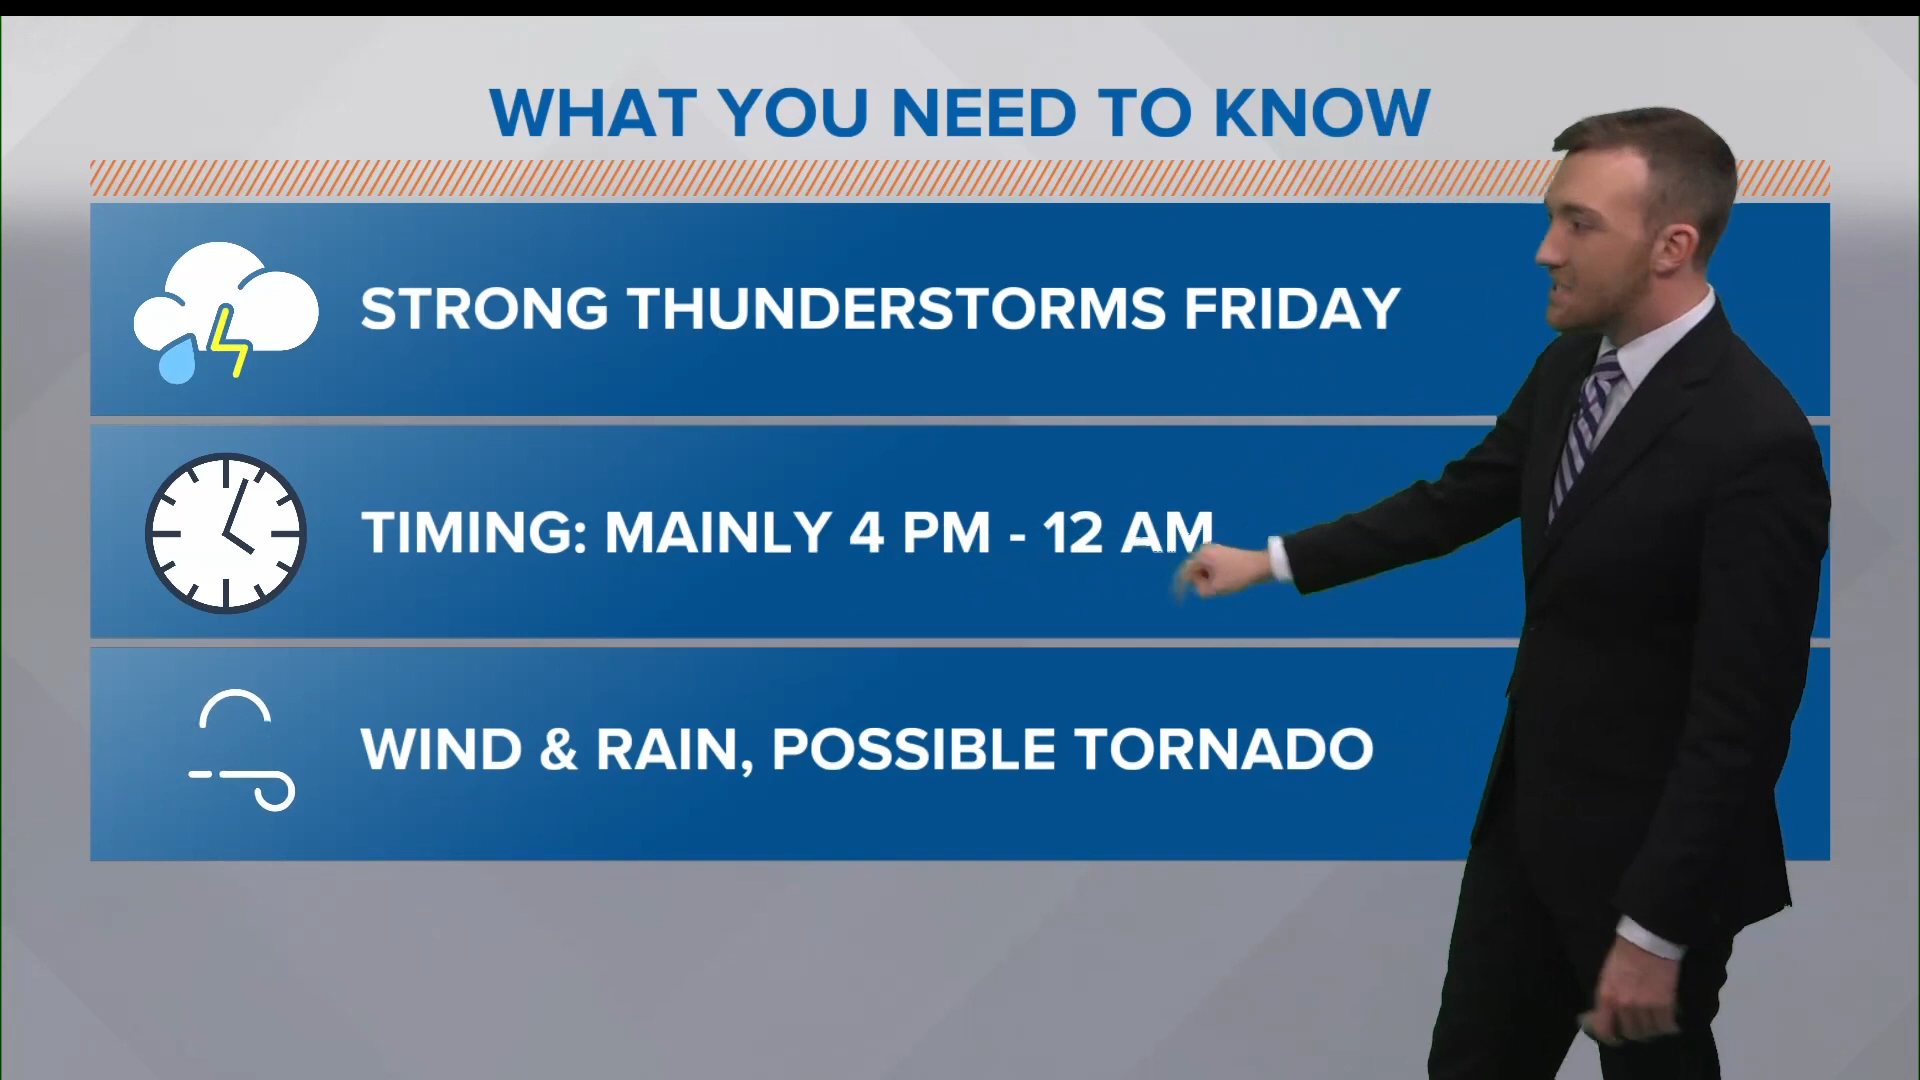 WHAT YOU NEED TO KNOW
STRONG THUNDERSTORMS FRIDAY
TIMING: MAINLY 4 PM - 12 AM
WIND & RAIN, POSSIBLE TORNADO